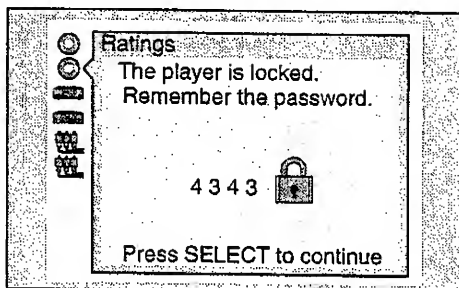 Ratings
The player is locked.
Remember the password.
4343
Press SELECT to continue